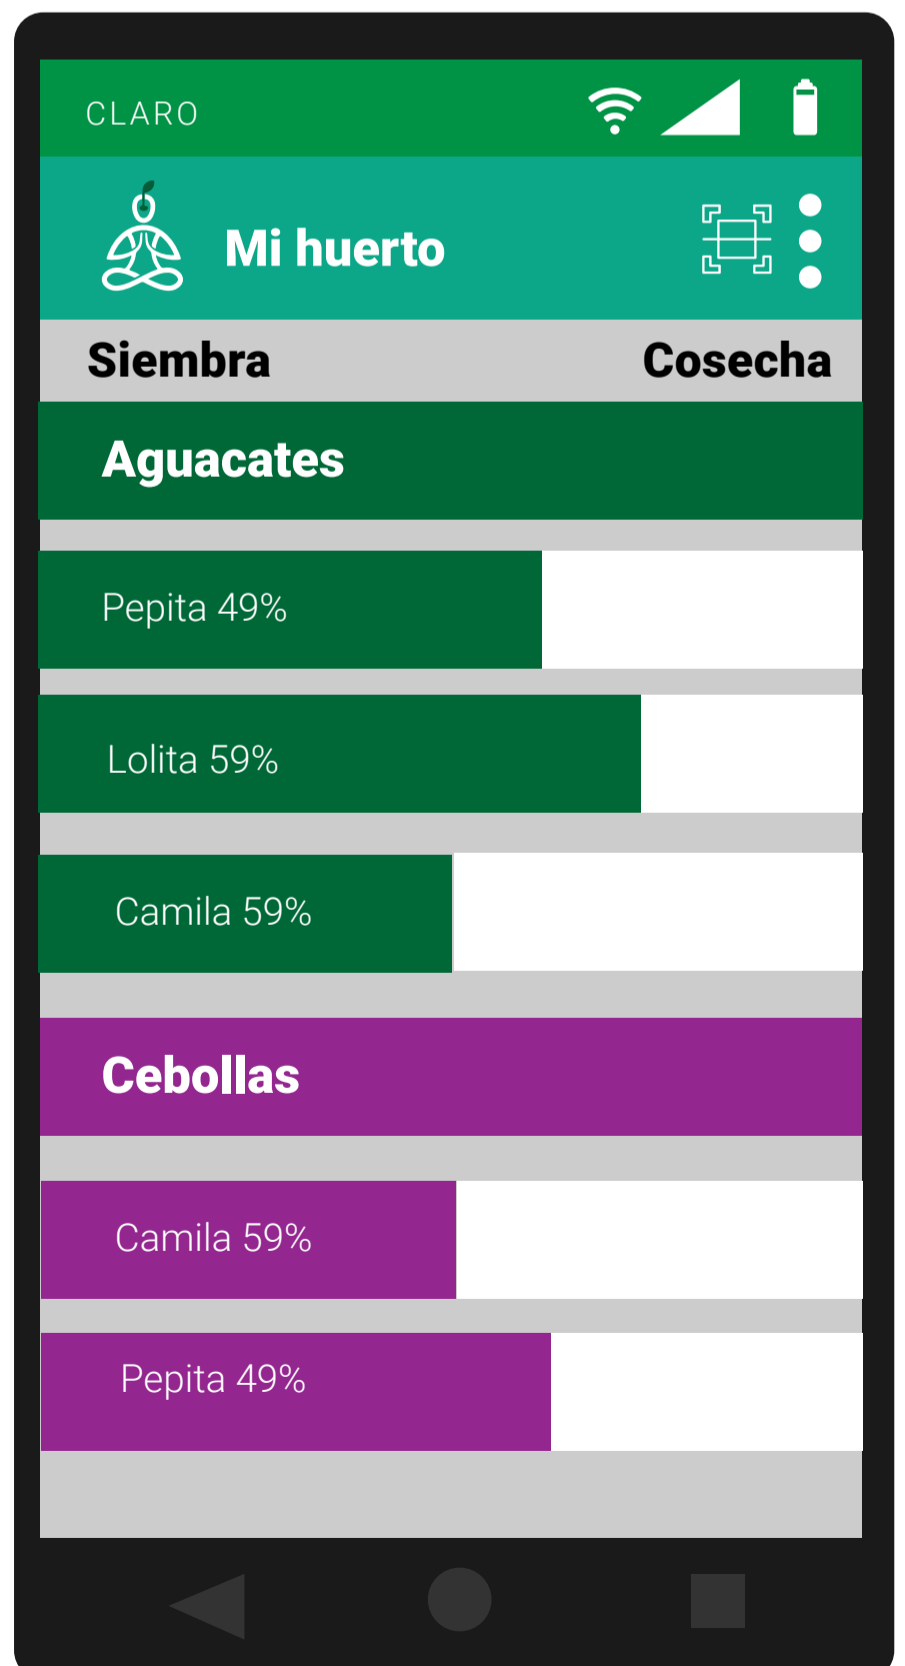 CLARO
Mi huerto
Siembra Cosecha
Aguacates
Pepita 49%
Lolita 59%
Camila 59%
Cebollas
Camila 59%
Pepita 49%